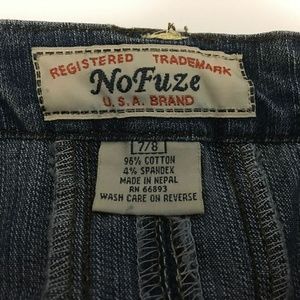 REGISTERED TRADEMARK
NoFuze
U.S.A. BRAND
7/8
96% COTTON
4% SPANDEX
MADE IN NEPAL
RN 66893
WASH CARE ON REVERSE